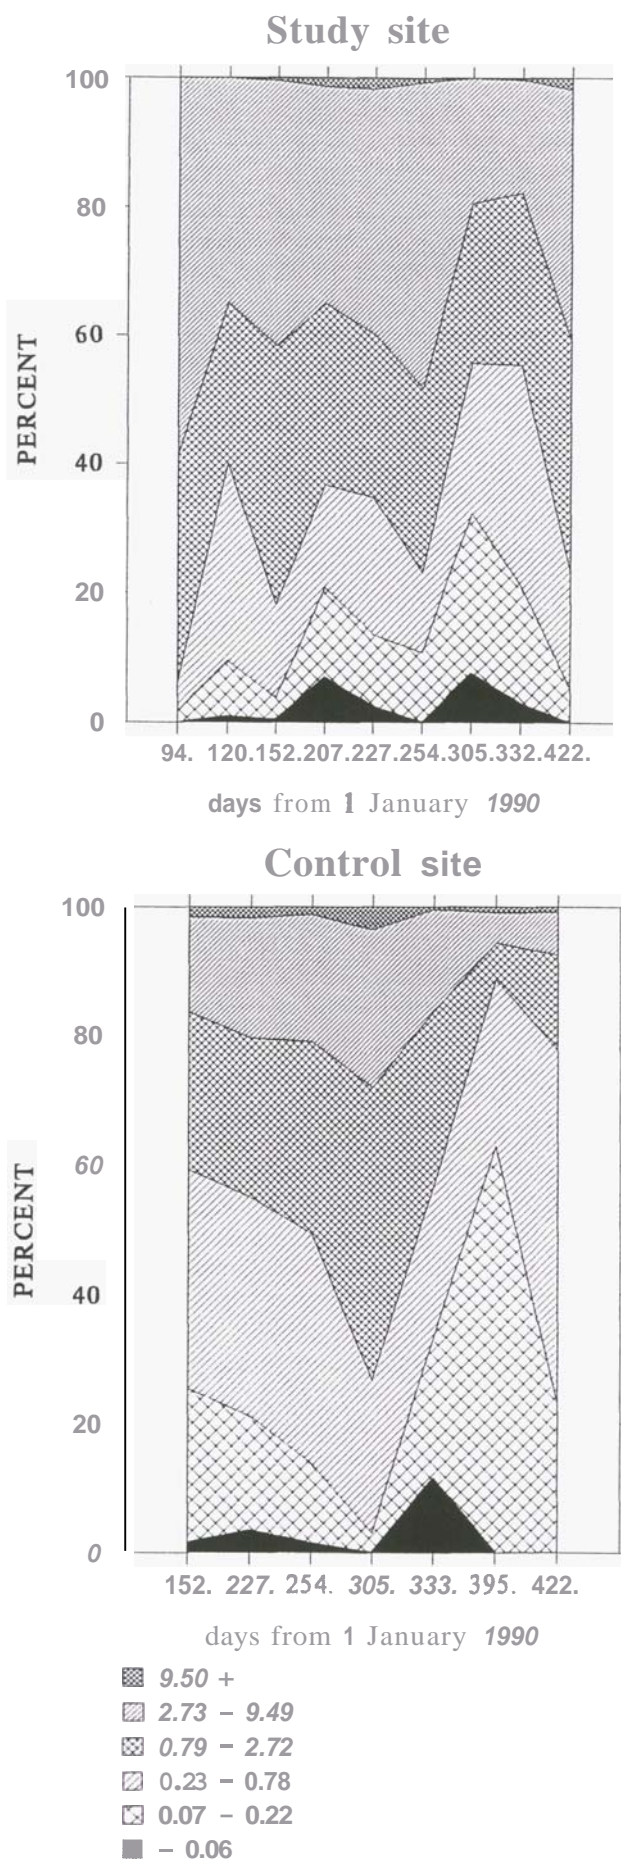 Study site
100
80
60
PERCENT
40
20
0
94. 120.152.207.227.254.305.332.422.
days from 1 January 1990
Control site
100
80
60
PERCENT
40
20
0
152. 227. 254. 305. 333. 395. 422.
days from 1 January 1990
9.50 +
2.73 – 9.49
0.79 – 2.72
0.23 – 0.78
0.07 – 0.22
– 0.06